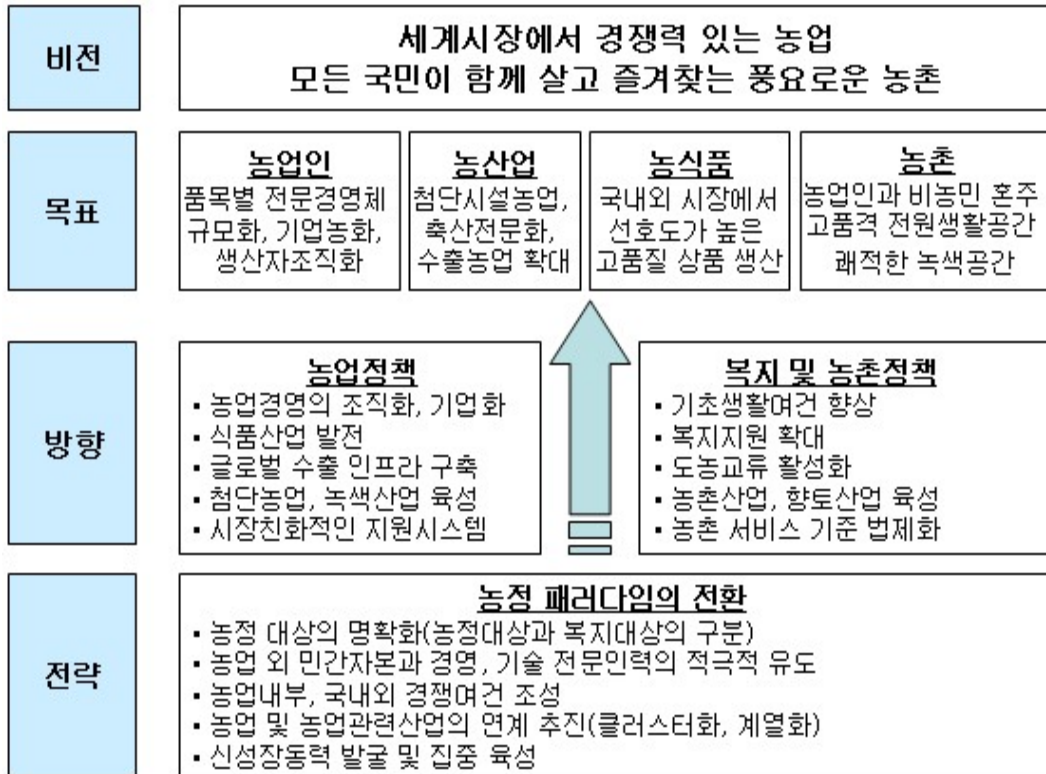 비전
세계시장에서 경쟁력 있는 농업
모든 국민이 함께 살고 즐겨찾는 풍요로운 농촌
목표
농업인
품목별 전문경영체
규모화, 기업농화,
생산자조직화
농산업
첨단시설농업,
축산전문화,
수출농업 확대
농식품
국내외 시장에서
선호도가 높은
고품질 상품 생산
농촌
농업인과 비농민 혼주
고품격 전원생활공간
쾌적한 녹색공간
방향
농업정책
▪ 농업경영의 조직화, 기업화
▪ 식품산업 발전
▪ 글로벌 수출 인프라 구축
▪ 첨단농업, 녹색산업 육성
▪ 시장친화적인 지원시스템
복지 및 농촌정책
▪ 기초생활여건 향상
▪ 복지지원 확대
▪ 도농교류 활성화
▪ 농촌산업, 향토산업 육성
▪ 농촌 서비스 기준 법제화
전략
농정 패러다임의 전환
▪ 농정 대상의 명확화(농정대상과 복지대상의 구분)
▪ 농업 외 민간자본과 경영, 기술 전문인력의 적극적 유도
▪ 농업내부, 국내외 경쟁여건 조성
▪ 농업 및 농업관련산업의 연계 추진(클러스터화, 계열화)
▪ 신성장동력 발굴 및 집중 육성